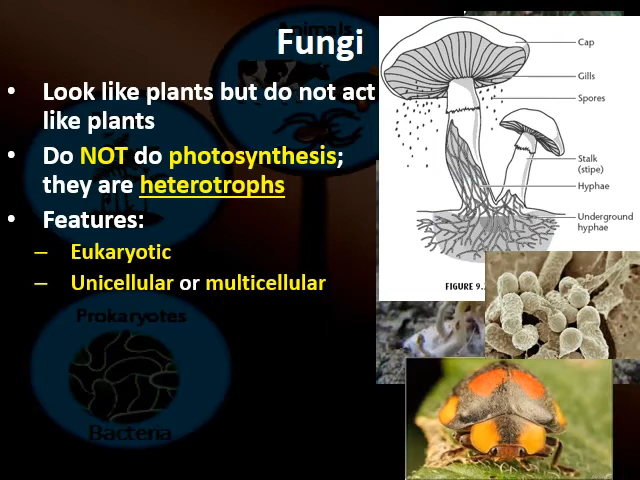 Animals
Fungi
• Look like plants but do not act
like plants
• Do NOT do photosynthesis;
they are heterotrophs
• Features:
– Eukaryotic
– Unicellular or multicellular
Prokaryotes
Bacteria
Cap
Gills
Spores
Stalk
(stipe)
Hyphae
Underground
hyphae
FIGURE 9.